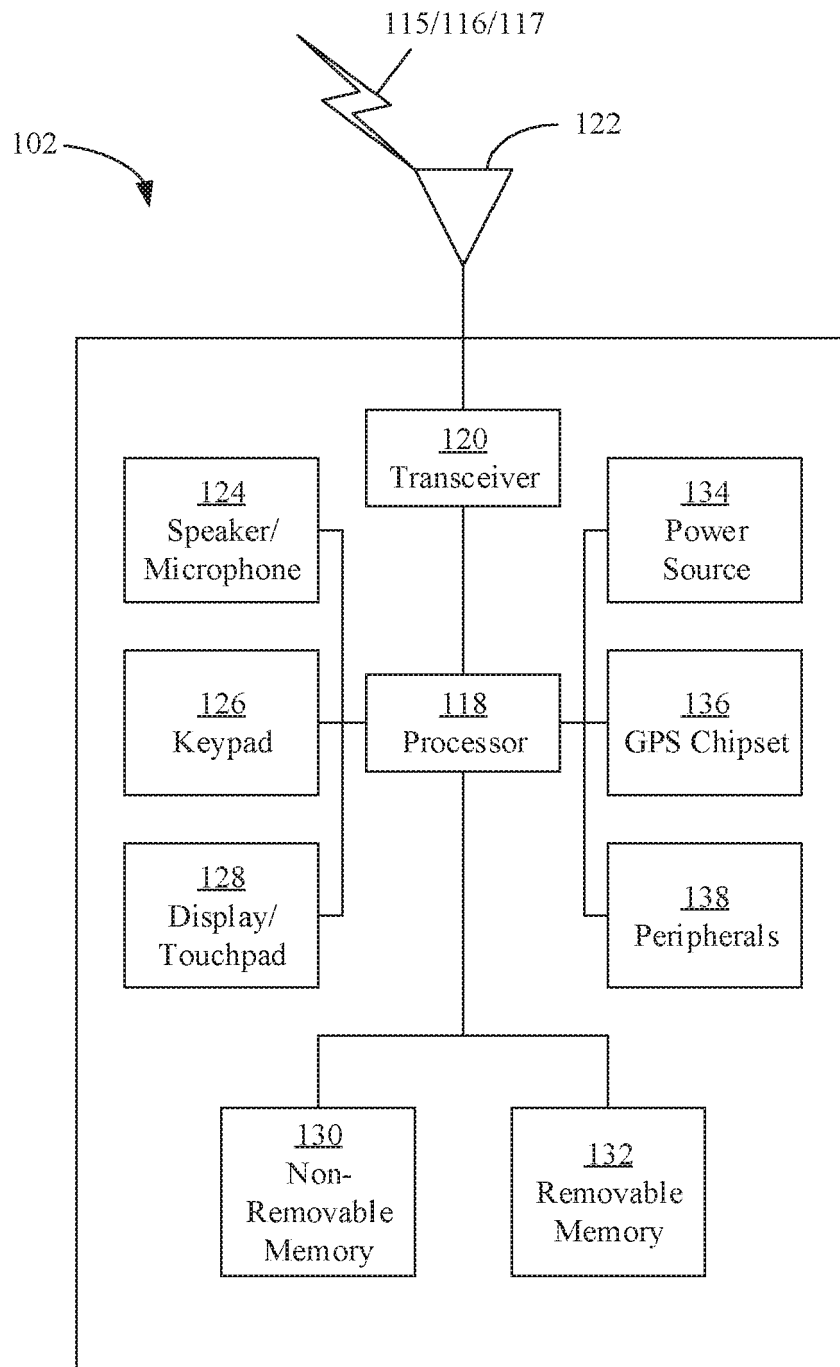 115/116/117
122
102
120
Transceiver
124
Speaker/
Microphone
134
Power
Source
126
Keypad
118
Processor
136
GPS Chipset
128
Display/
Touchpad
138
Peripherals
130
Non-
Removable
Memory
132
Removable
Memory